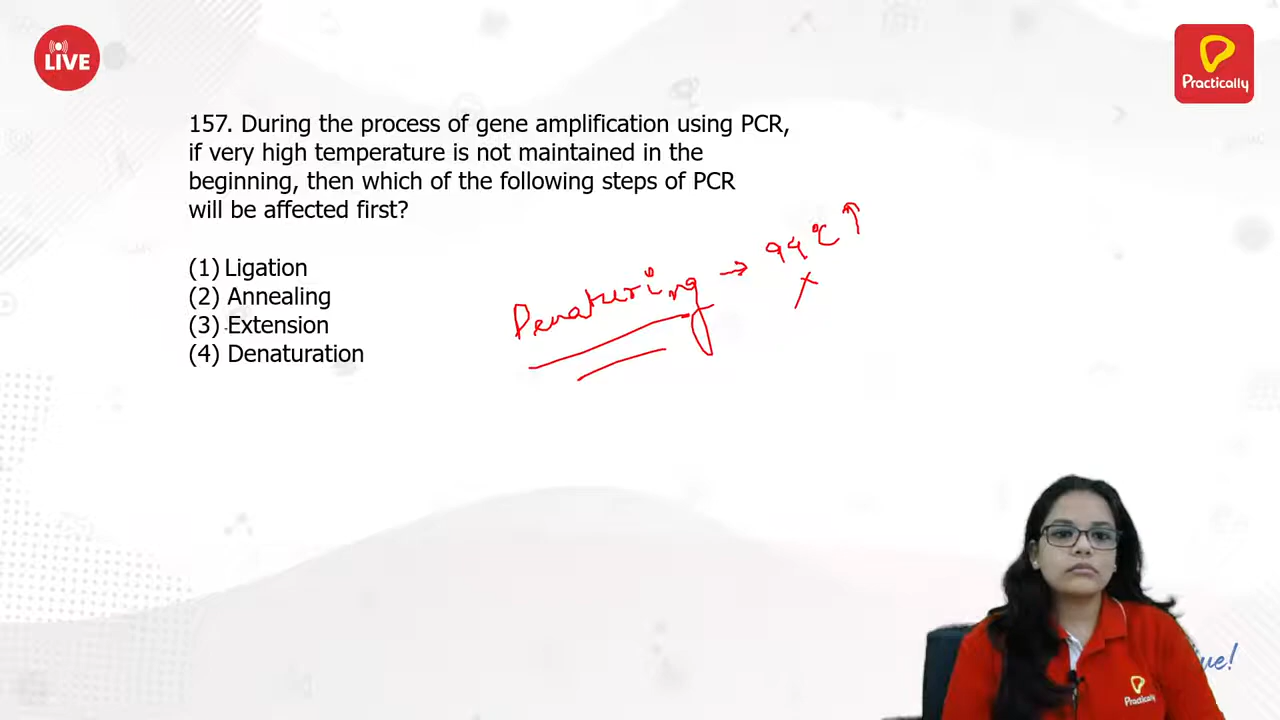 LIVE
Practically
157. During the process of gene amplification using PCR,
if very high temperature is not maintained in the
beginning, then which of the following steps of PCR
will be affected first?
(1) Ligation
(2) Annealing
(3) Extension
(4) Denaturation
Denaturing → 94°C ↑
Practically